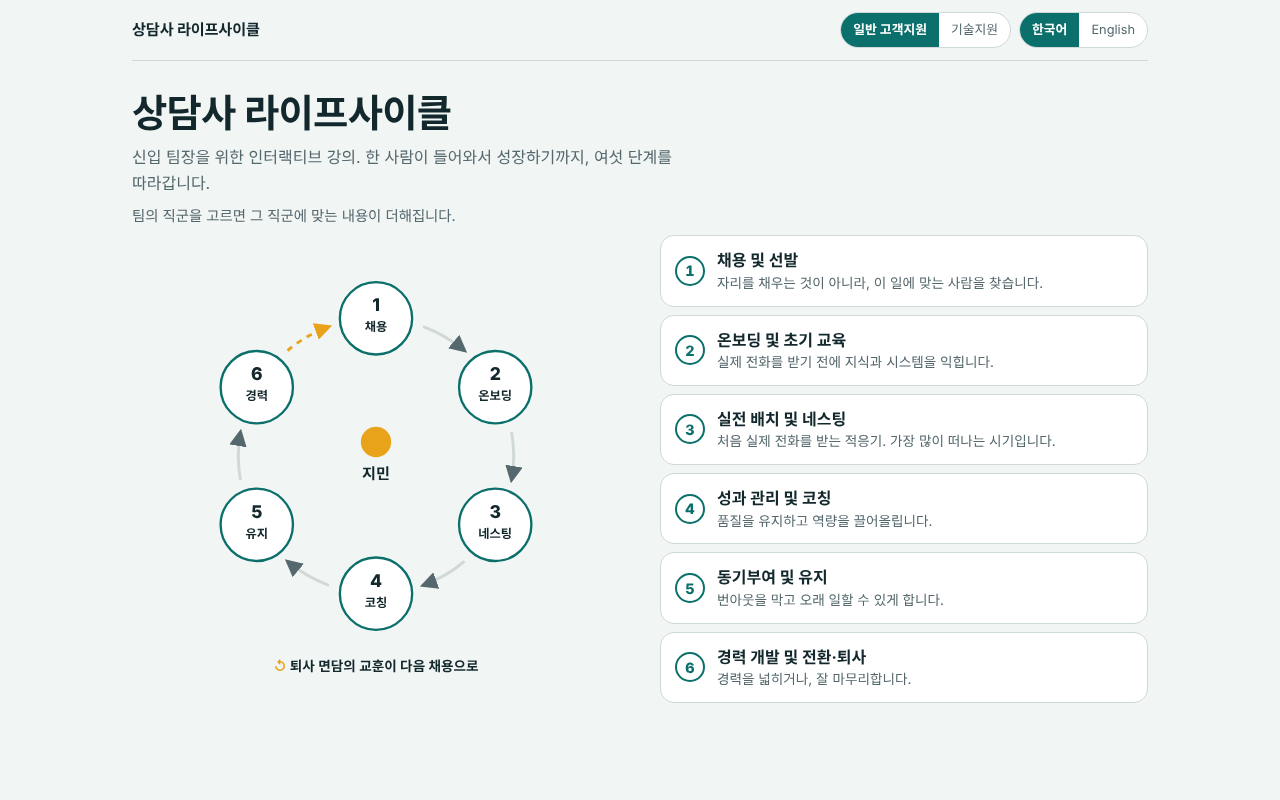 상담사 라이프사이클
일반 고객지원
기술지원
한국어
English
상담사 라이프사이클
신입 팀장을 위한 인터랙티브 강의. 한 사람이 들어와서 성장하기까지, 여섯 단계를
따라갑니다.
팀의 직군을 고르면 그 직군에 맞는 내용이 더해집니다.
1
채용
2
온보딩
3
네스팅
4
코칭
5
유지
6
경력
지민
퇴사 면담의 교훈이 다음 채용으로
1
채용 및 선발
자리를 채우는 것이 아니라, 이 일에 맞는 사람을 찾습니다.
2
온보딩 및 초기 교육
실제 전화를 받기 전에 지식과 시스템을 익힙니다.
3
실전 배치 및 네스팅
처음 실제 전화를 받는 적응기. 가장 많이 떠나는 시기입니다.
4
성과 관리 및 코칭
품질을 유지하고 역량을 끌어올립니다.
5
동기부여 및 유지
번아웃을 막고 오래 일할 수 있게 합니다.
6
경력 개발 및 전환·퇴사
경력을 넓히거나, 잘 마무리합니다.